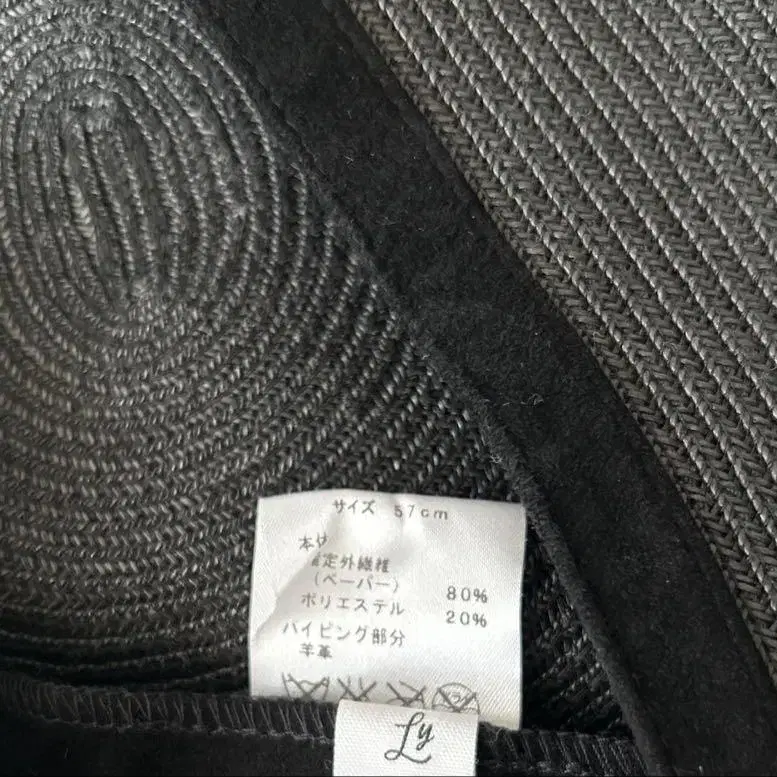 サイズ 57cm
本体
定外繊維
(ペーパー) 80%
ポリエステル 20%
パイピング部分
羊革
Ly